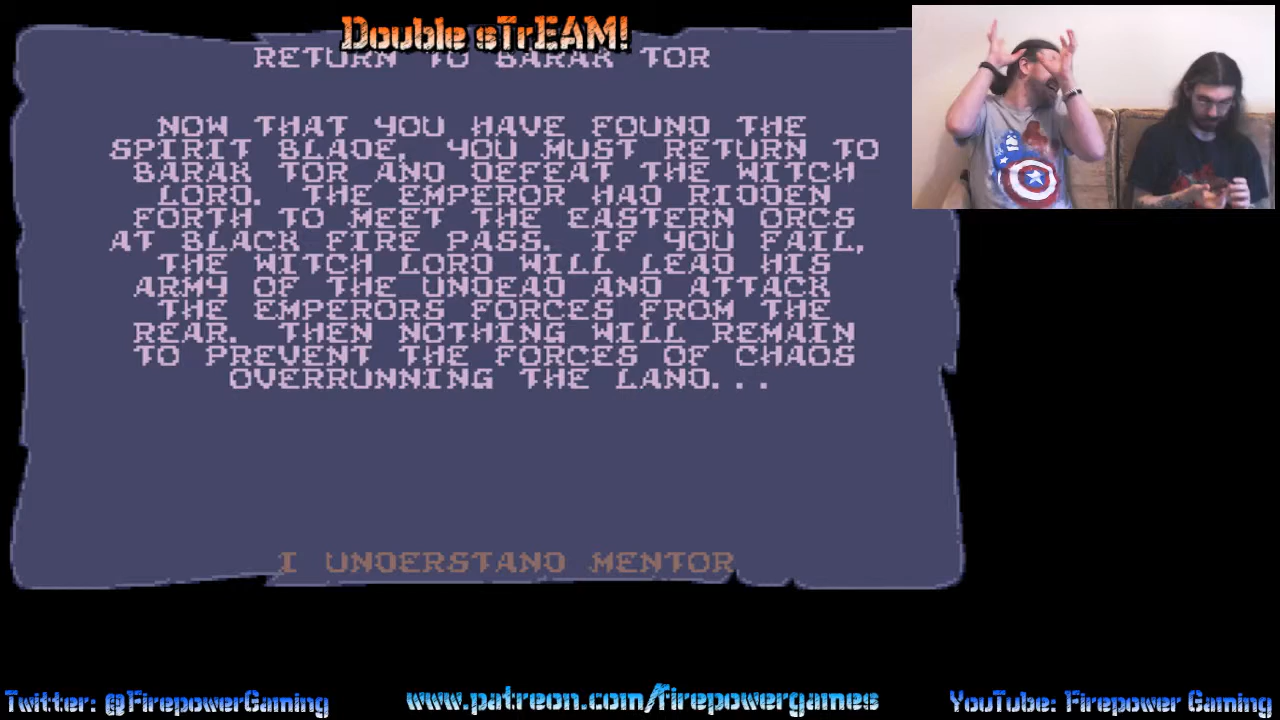 Double sTrEAM!
RETURN TO BARAK TOR
NOW THAT YOU HAVE FOUND THE
SPIRIT BLADE, YOU MUST RETURN TO
BARAK TOR AND DEFEAT THE WITCH
LORD. THE EMPEROR HAD RIDDEN
FORTH TO MEET THE EASTERN ORCS
AT BLACK FIRE PASS. IF YOU FAIL,
THE WITCH LORD WILL LEAD HIS
ARMY OF THE UNDEAD AND ATTACK
THE EMPERORS FORCES FROM THE
REAR. THEN NOTHING WILL REMAIN
TO PREVENT THE FORCES OF CHAOS
OVERRUNNING THE LAND...
I UNDERSTAND MENTOR
Twitter: @FirepowerGaming
www.patreon.com/firepowergames
YouTube: Firepower Gaming